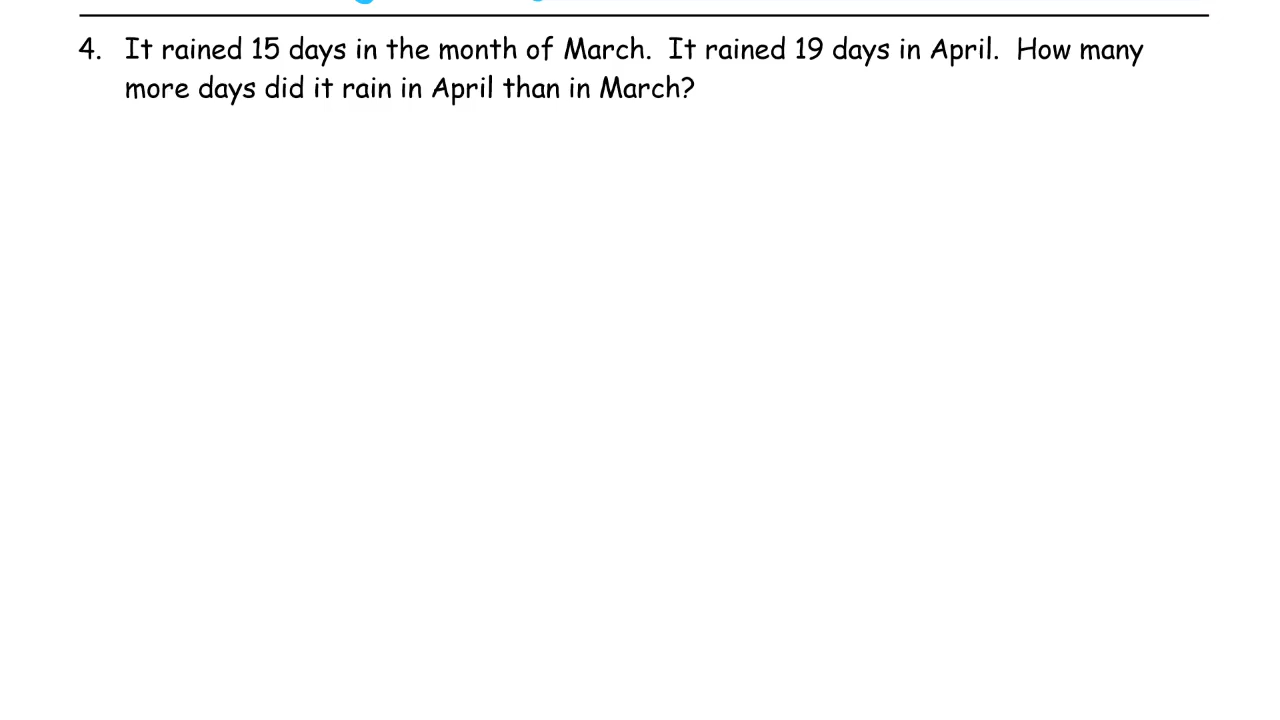 4. It rained 15 days in the month of March. It rained 19 days in April. How many
more days did it rain in April than in March?